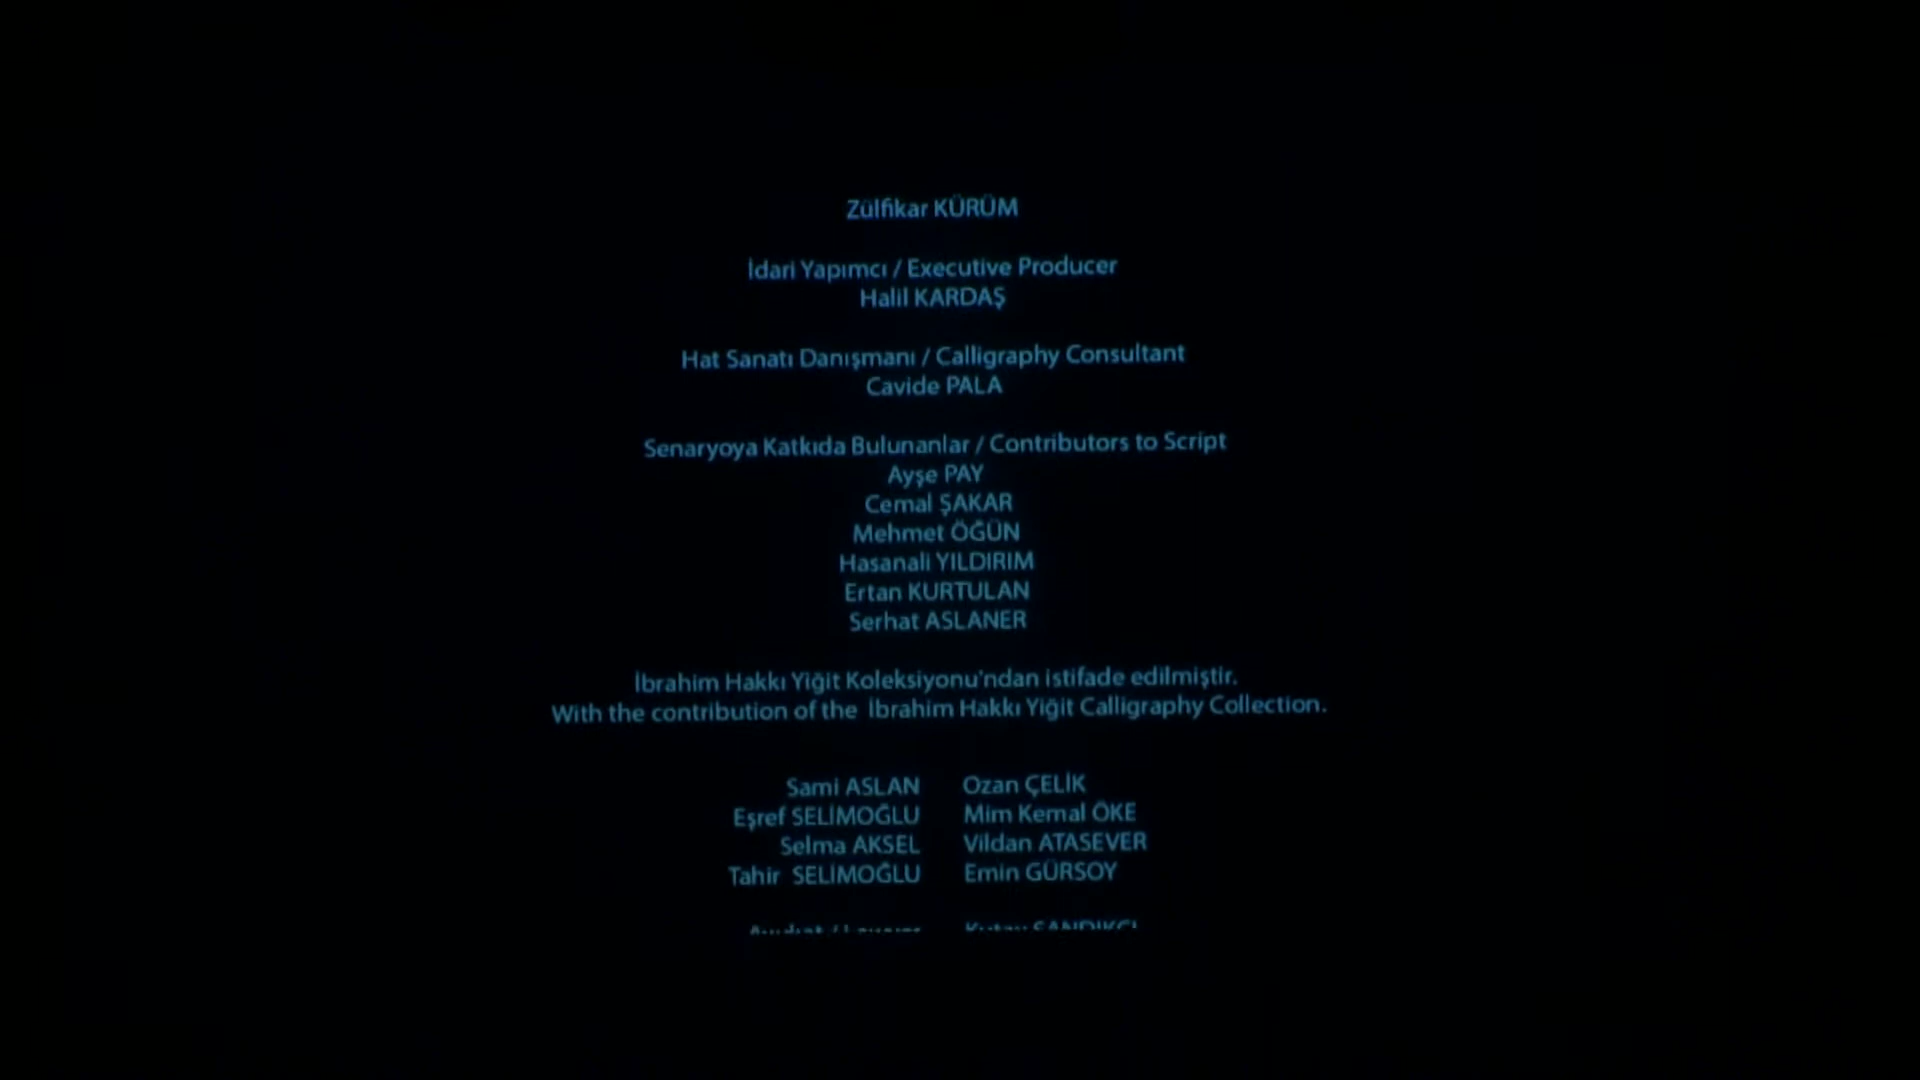 Zülfikar KÜRÜM
İdari Yapımcı / Executive Producer
Halil KARDAŞ
Hat Sanatı Danışmanı / Calligraphy Consultant
Cavide PALA
Senaryoya Katkıda Bulunanlar / Contributors to Script
Ayşe PAY
Cemal ŞAKAR
Mehmet ÖĞÜN
Hasanali YILDIRIM
Ertan KURTULAN
Serhat ASLANER
İbrahim Hakkı Yiğit Koleksiyonu'ndan istifade edilmiştir.
With the contribution of the İbrahim Hakkı Yiğit Calligraphy Collection.
Sami ASLAN Ozan ÇELİK
Eşref SELİMOĞLU Mim Kemal ÖKE
Selma AKSEL Vildan ATASEVER
Tahir SELİMOĞLU Emin GÜRSOY